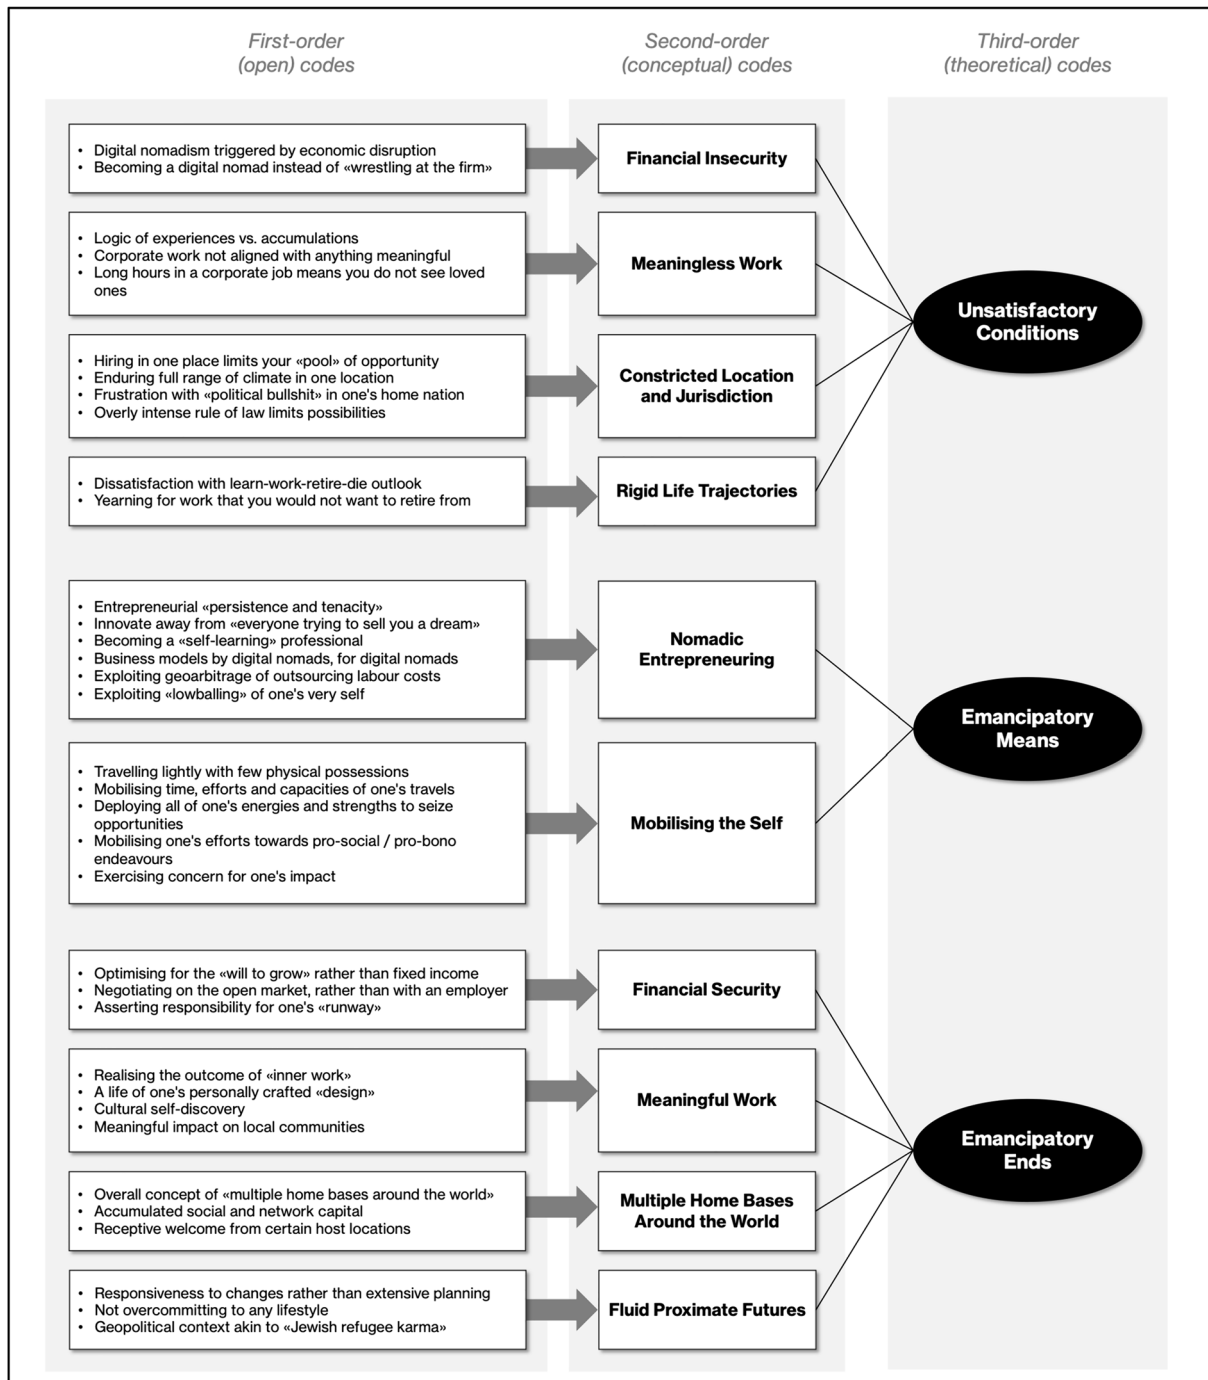 First-order
(open) codes
Second-order
(conceptual) codes
Third-order
(theoretical) codes
• Digital nomadism triggered by economic disruption
• Becoming a digital nomad instead of «wrestling at the firm»
Financial Insecurity
• Logic of experiences vs. accumulations
• Corporate work not aligned with anything meaningful
• Long hours in a corporate job means you do not see loved
ones
Meaningless Work
• Hiring in one place limits your «pool» of opportunity
• Enduring full range of climate in one location
• Frustration with «political bullshit» in one's home nation
• Overly intense rule of law limits possibilities
Constricted Location
and Jurisdiction
• Dissatisfaction with learn-work-retire-die outlook
• Yearning for work that you would not want to retire from
Rigid Life Trajectories
Unsatisfactory
Conditions
• Entrepreneurial «persistence and tenacity»
• Innovate away from «everyone trying to sell you a dream»
• Becoming a «self-learning» professional
• Business models by digital nomads, for digital nomads
• Exploiting geoarbitrage of outsourcing labour costs
• Exploiting «lowballing» of one's very self
Nomadic
Entrepreneuring
• Travelling lightly with few physical possessions
• Mobilising time, efforts and capacities of one's travels
• Deploying all of one's energies and strengths to seize
opportunities
• Mobilising one's efforts towards pro-social / pro-bono
endeavours
• Exercising concern for one's impact
Mobilising the Self
Emancipatory
Means
• Optimising for the «will to grow» rather than fixed income
• Negotiating on the open market, rather than with an employer
• Asserting responsibility for one's «runway»
Financial Security
• Realising the outcome of «inner work»
• A life of one's personally crafted «design»
• Cultural self-discovery
• Meaningful impact on local communities
Meaningful Work
• Overall concept of «multiple home bases around the world»
• Accumulated social and network capital
• Receptive welcome from certain host locations
Multiple Home Bases
Around the World
• Responsiveness to changes rather than extensive planning
• Not overcommitting to any lifestyle
• Geopolitical context akin to «Jewish refugee karma»
Fluid Proximate Futures
Emancipatory
Ends